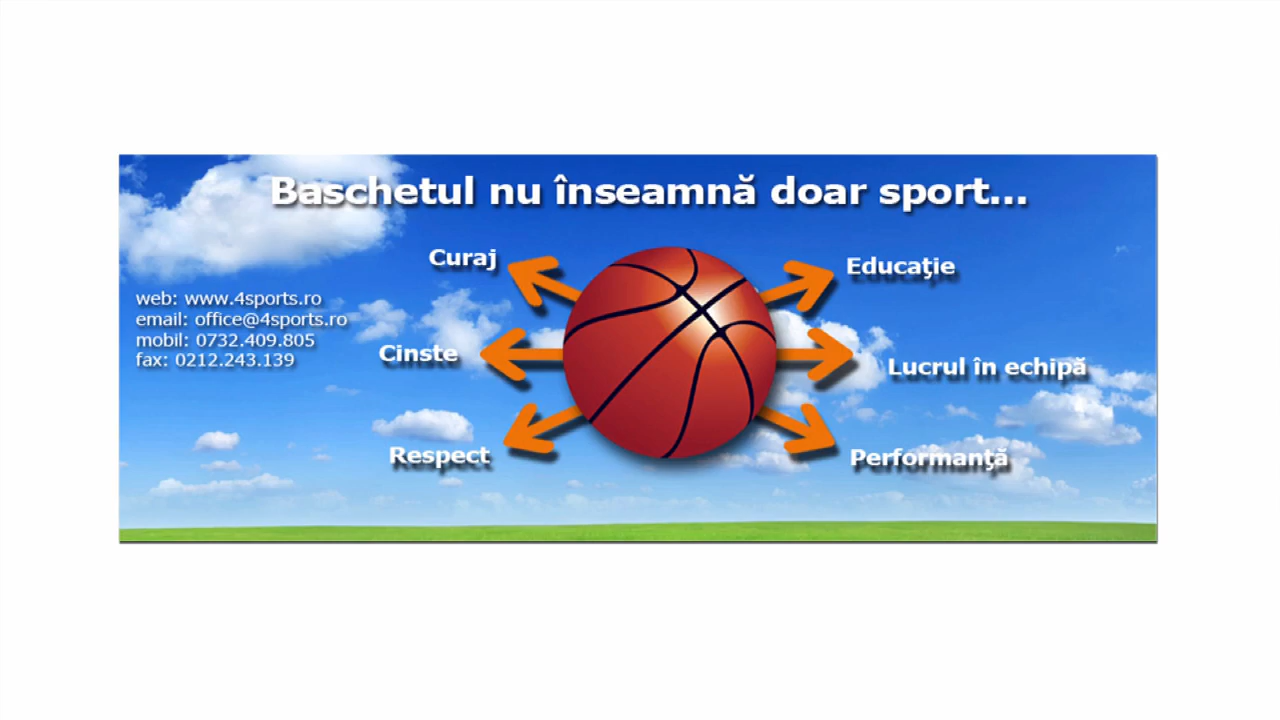 Baschetul nu înseamnă doar sport...
Curaj
Educaţie
web: www.4sports.ro
email: office@4sports.ro
mobil: 0732.409.805
fax: 0212.243.139
Cinste
Lucrul în echipă
Respect
Performanţă